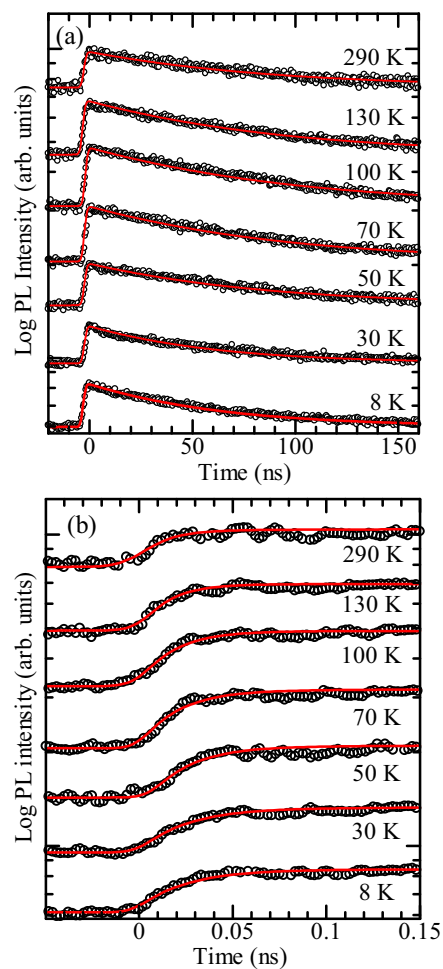 (a)
290 K
130 K
100 K
70 K
50 K
30 K
8 K
Log PL Intensity (arb. units)
0 50 100 150
Time (ns)
(b)
290 K
130 K
100 K
70 K
50 K
30 K
8 K
Log PL intensity (arb. units)
0 0.05 0.10 0.15
Time (ns)